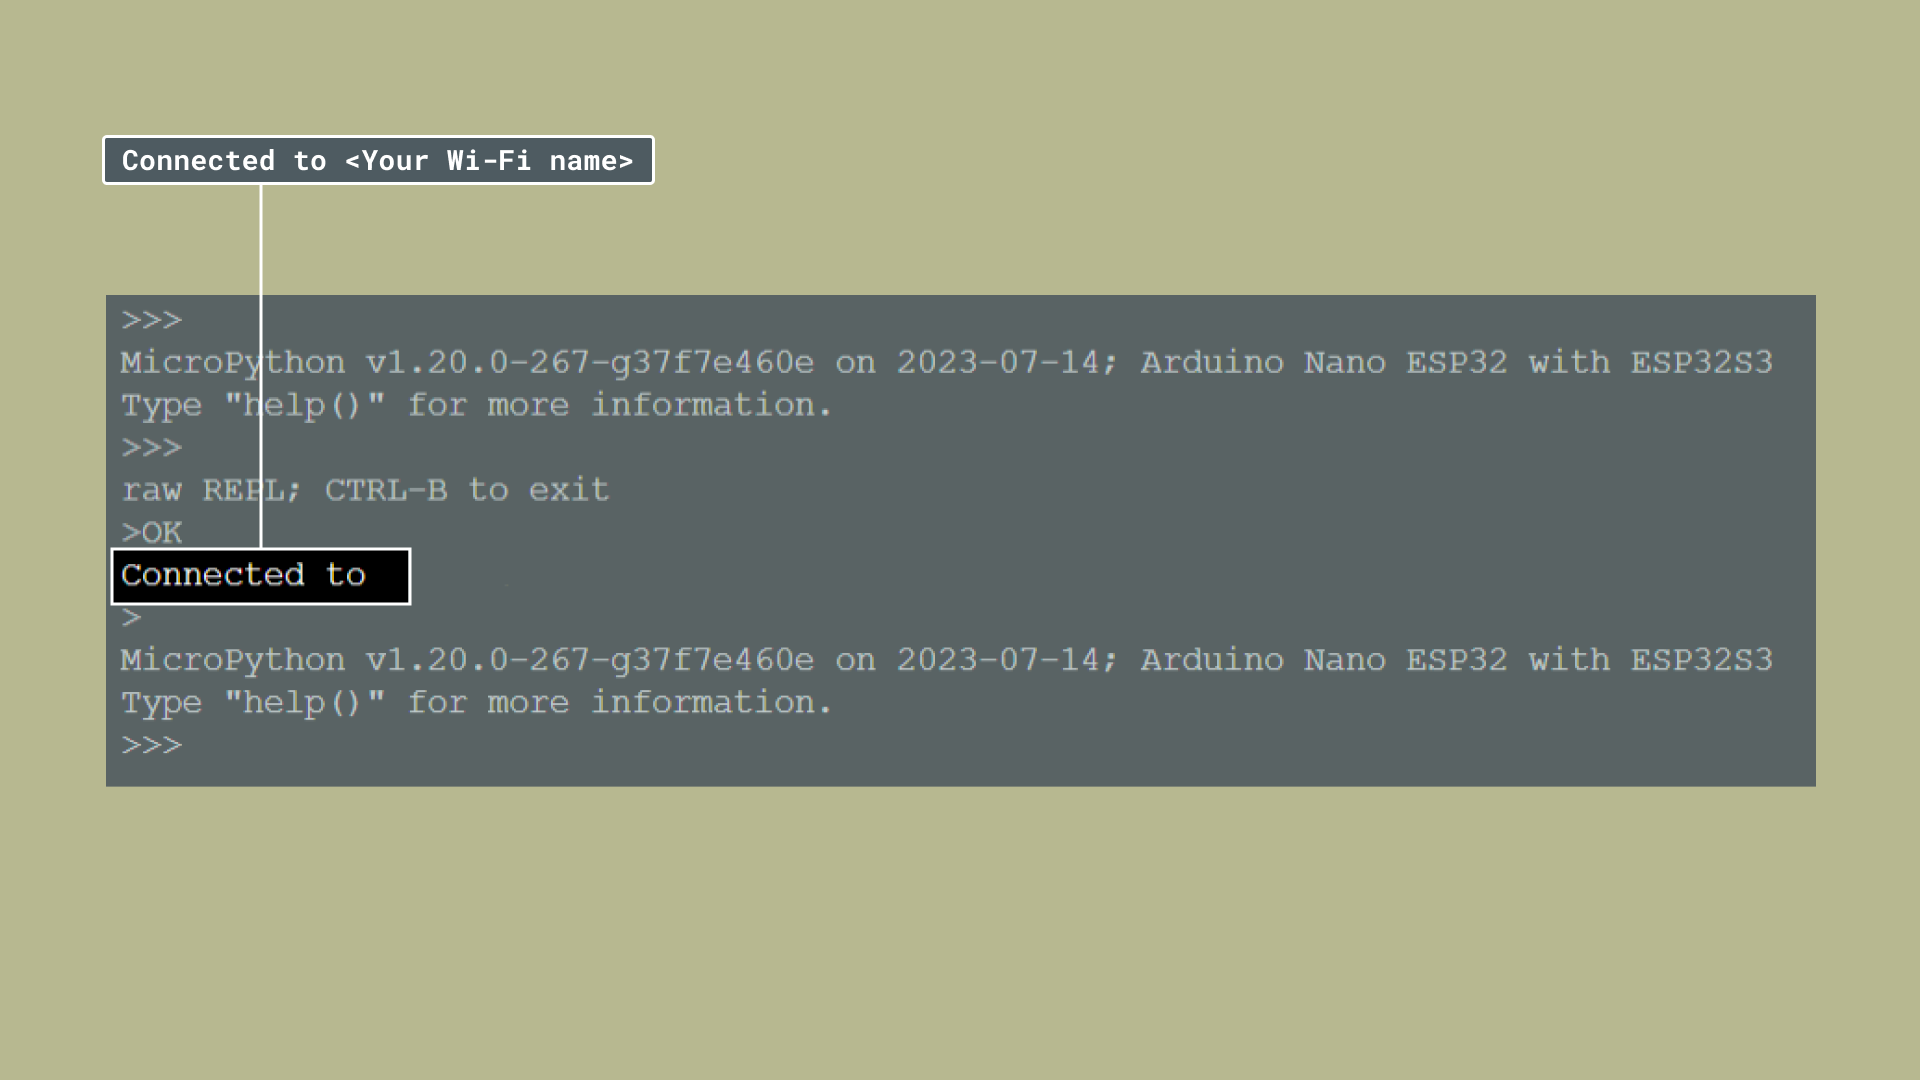 Connected to <Your Wi-Fi name>
>>>
MicroPython v1.20.0-267-g37f7e460e on 2023-07-14; Arduino Nano ESP32 with ESP32S3
Type "help()" for more information.
>>>
raw REPL; CTRL-B to exit
>OK
Connected to
>
MicroPython v1.20.0-267-g37f7e460e on 2023-07-14; Arduino Nano ESP32 with ESP32S3
Type "help()" for more information.
>>>